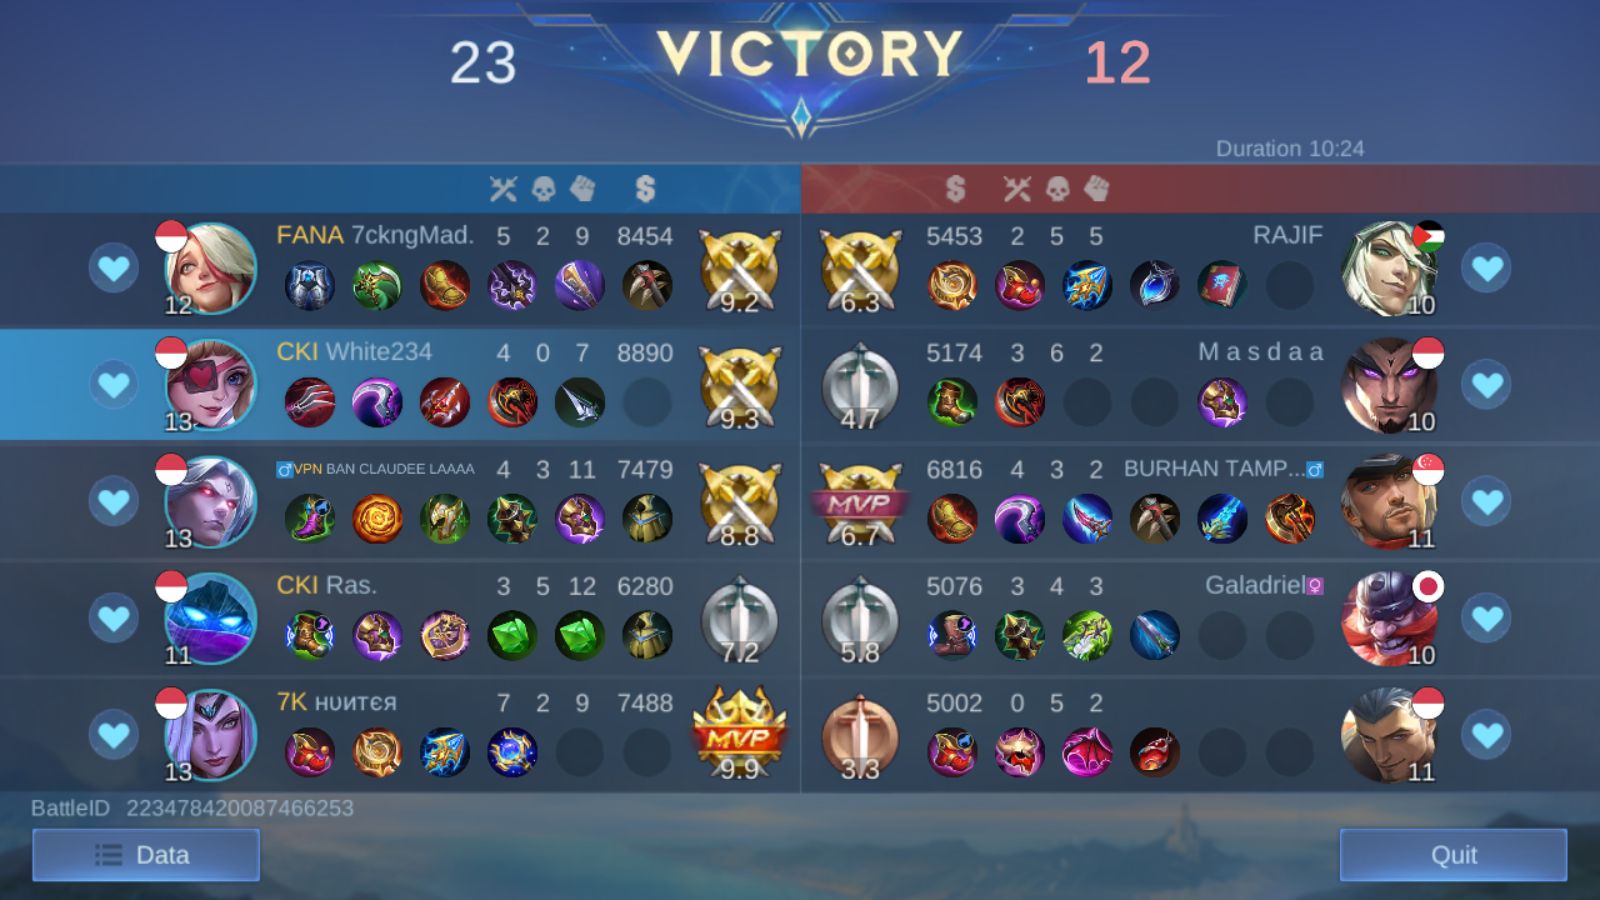 23 VICTORY 12
Duration 10:24
FANA 7ckngMad. 5 2 9 8454
12 9.2
5453 2 5 5 RAJIF
6.3 10
CKI White234 4 0 7 8890
13 9.3
5174 3 6 2 M a s d a a
4.7 10
VPN BAN CLAUDEE LAAAA 4 3 11 7479
13 8.8
6816 4 3 2 BURHAN TAMP...
MVP
6.7 11
CKI Ras. 3 5 12 6280
11 7.2
5076 3 4 3 Galadriel
5.8 10
7K ʜᴜɴтєя 7 2 9 7488
MVP
13 9.9
5002 0 5 2
3.3 11
BattleID 223478420087466253
Data
Quit